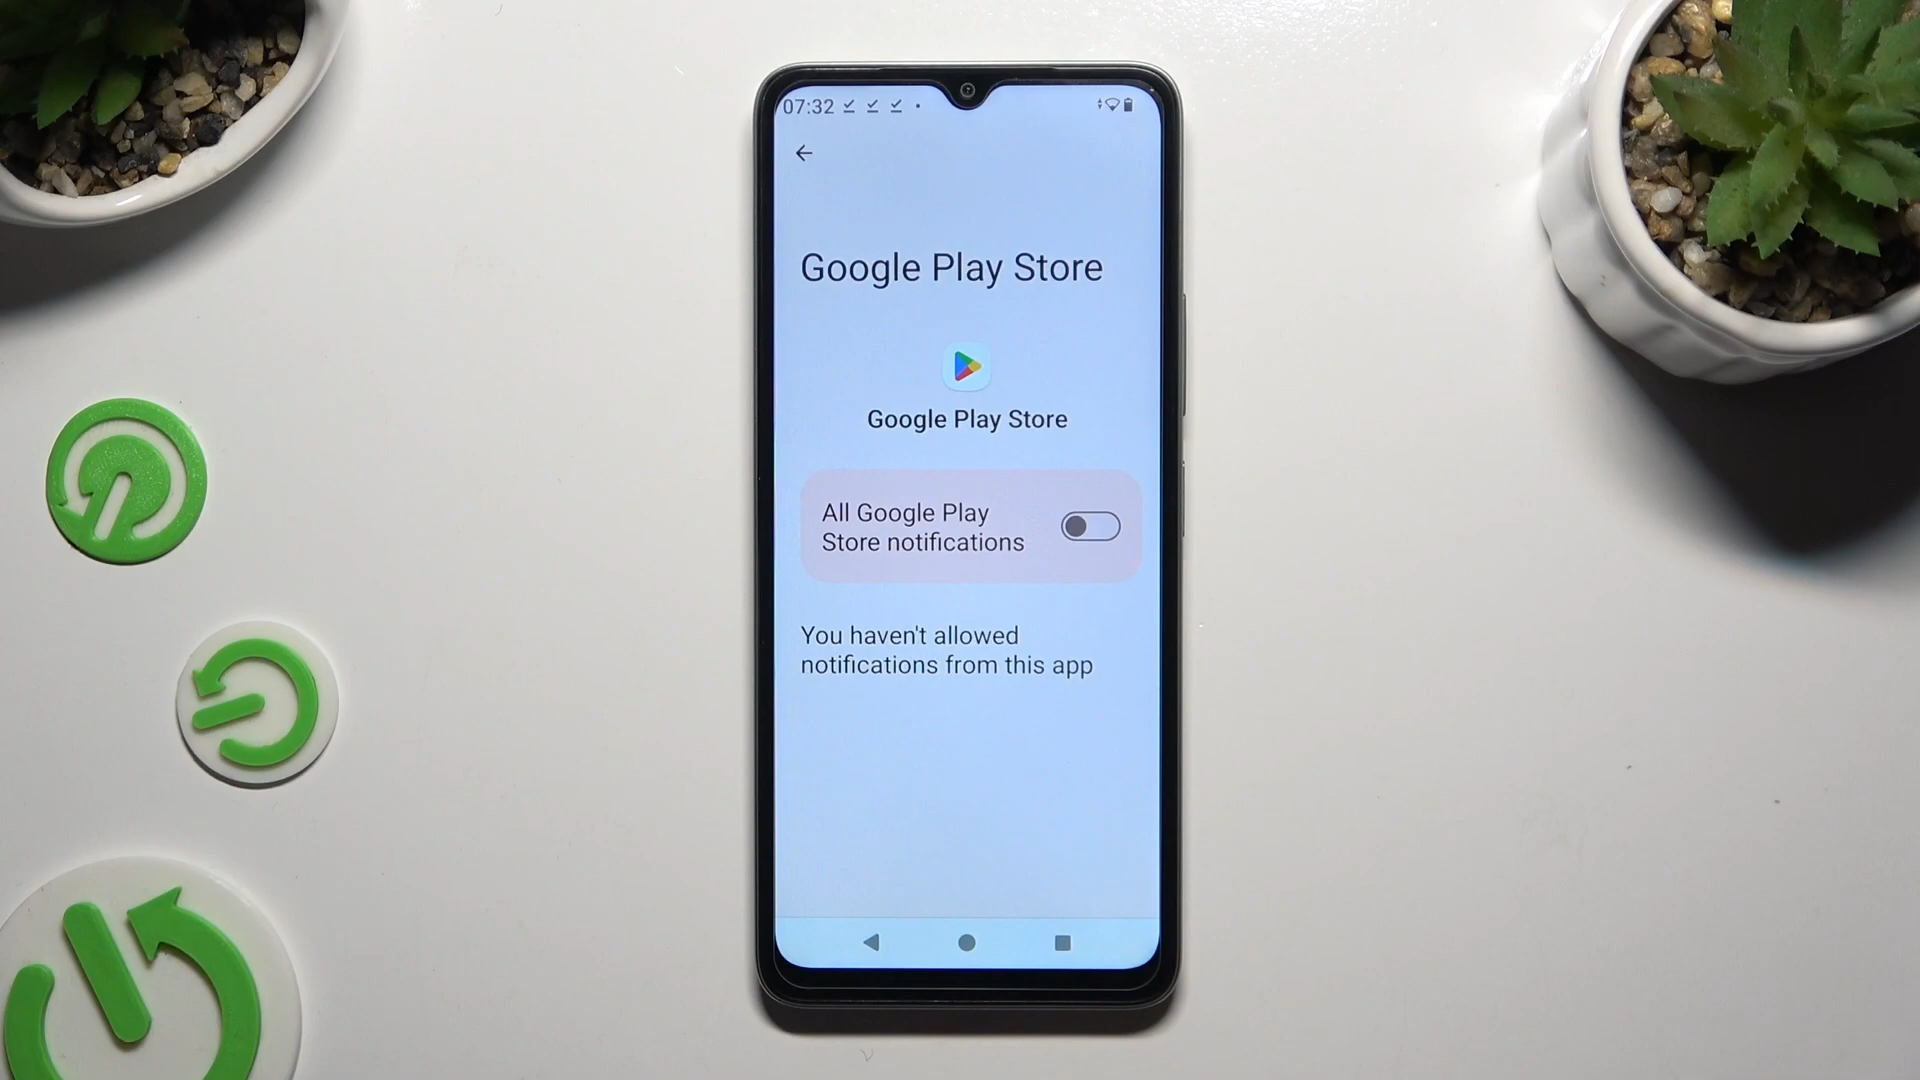 07:32
Google Play Store
Google Play Store
All Google Play
Store notifications
You haven't allowed
notifications from this app